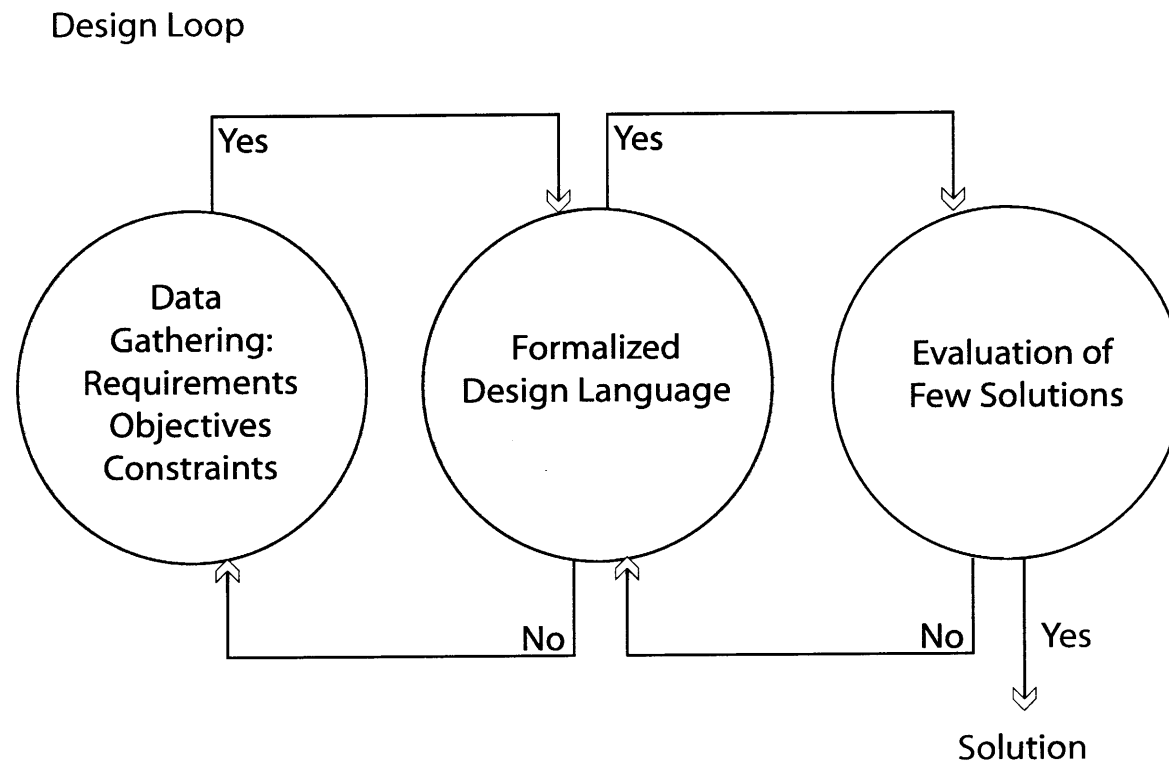 Design Loop
Yes
Yes
Data
Gathering:
Requirements
Objectives
Constraints
Formalized
Design Language
Evaluation of
Few Solutions
No
No
Yes
Solution